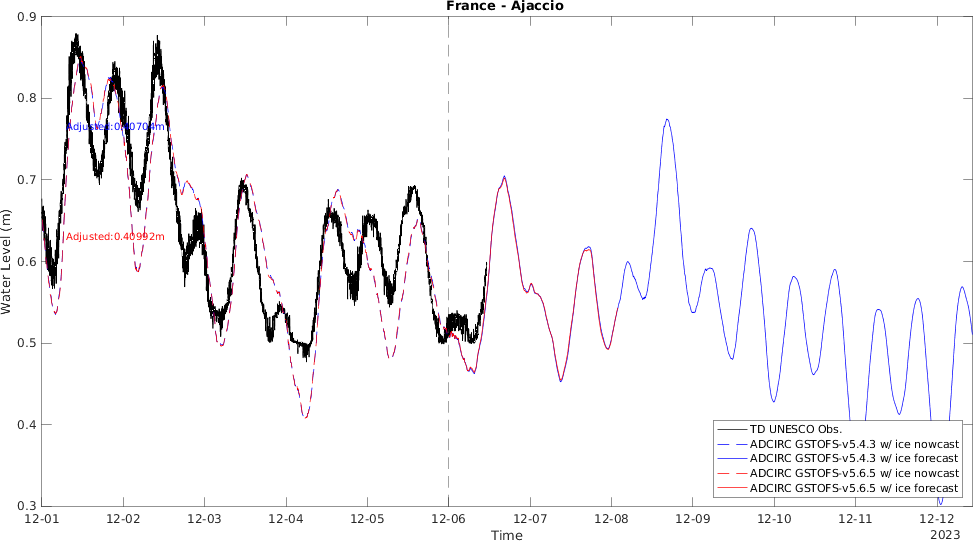 France - Ajaccio
Water Level (m)
0.9
0.8
0.7
0.6
0.5
0.4
0.3
Adjusted:0.40992m
TD UNESCO Obs.
ADCIRC GSTOFS-v5.4.3 w/ ice nowcast
ADCIRC GSTOFS-v5.4.3 w/ ice forecast
ADCIRC GSTOFS-v5.6.5 w/ ice nowcast
ADCIRC GSTOFS-v5.6.5 w/ ice forecast
12-01 12-02 12-03 12-04 12-05 12-06 12-07 12-08 12-09 12-10 12-11 12-12
Time
2023